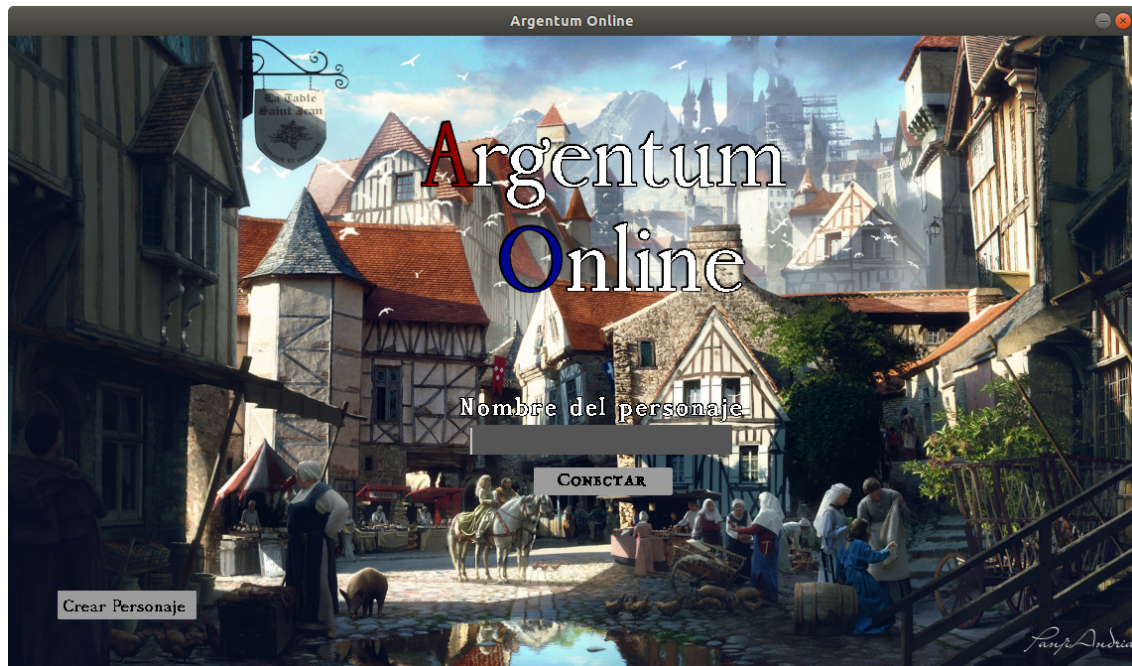 Argentum Online
La Table
Saint Jean
Argentum
Online
Nombre del personaje
CONECTAR
Crear Personaje